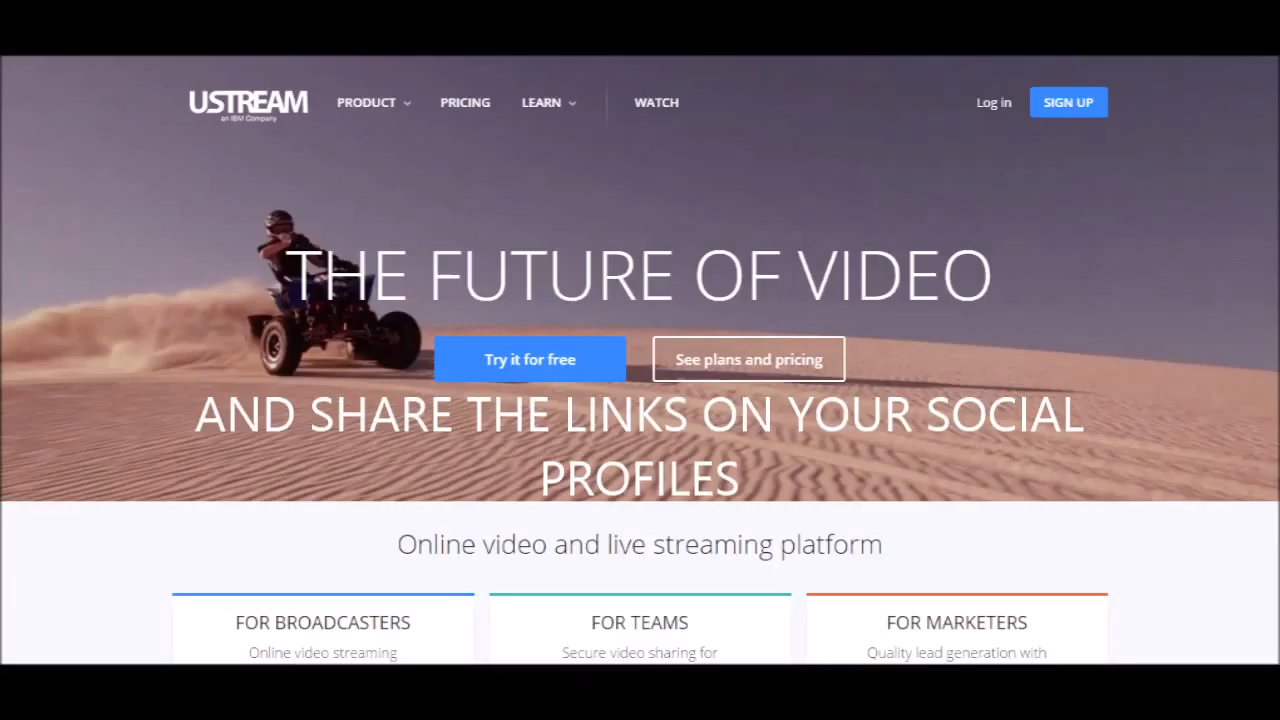 USTREAM
an IBM Company
PRODUCT
PRICING
LEARN
WATCH
Log in
SIGN UP
THE FUTURE OF VIDEO
Try it for free
See plans and pricing
AND SHARE THE LINKS ON YOUR SOCIAL
PROFILES
Online video and live streaming platform
FOR BROADCASTERS
Online video streaming
FOR TEAMS
Secure video sharing for
FOR MARKETERS
Quality lead generation with